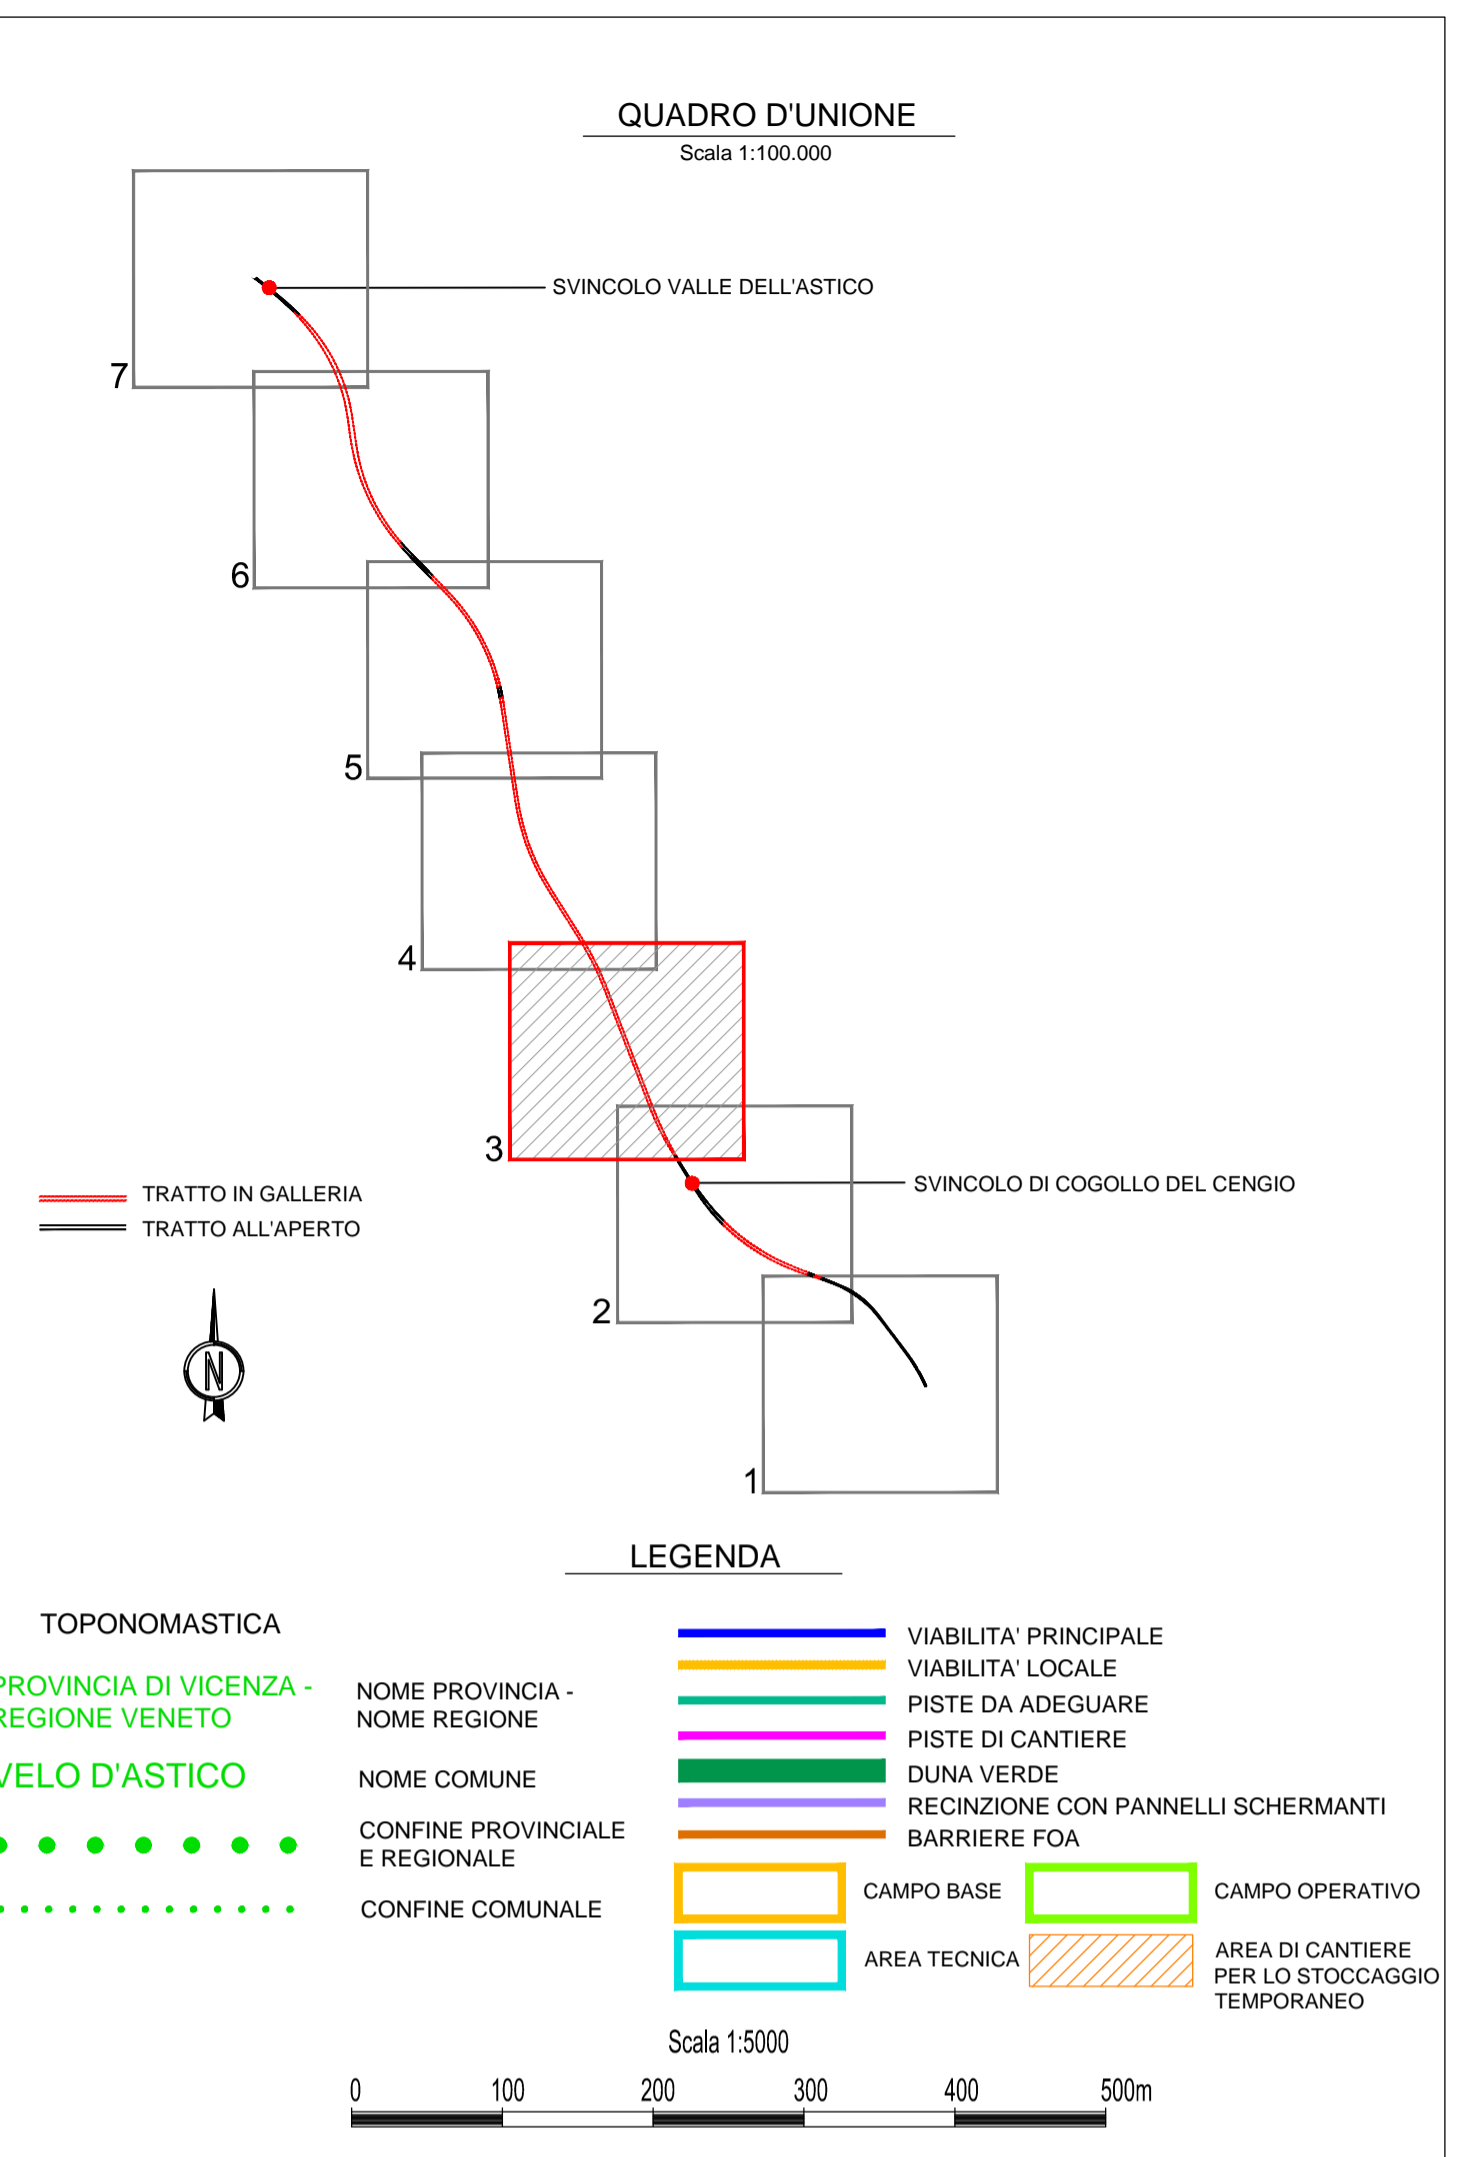 QUADRO D'UNIONE
Scala 1:100.000
SVINCOLO VALLE DELL'ASTICO
7
6
5
4
3
SVINCOLO DI COGOLLO DEL CENGIO
TRATTO IN GALLERIA
TRATTO ALL'APERTO
2
N
1
LEGENDA
TOPONOMASTICA
PROVINCIA DI VICENZA -
REGIONE VENETO
NOME PROVINCIA -
NOME REGIONE
VELO D'ASTICO
NOME COMUNE
CONFINE PROVINCIALE
E REGIONALE
CONFINE COMUNALE
VIABILITA' PRINCIPALE
VIABILITA' LOCALE
PISTE DA ADEGUARE
PISTE DI CANTIERE
DUNA VERDE
RECINZIONE CON PANNELLI SCHERMANTI
BARRIERE FOA
CAMPO BASE
CAMPO OPERATIVO
AREA TECNICA
AREA DI CANTIERE
PER LO STOCCAGGIO
TEMPORANEO
Scala 1:5000
0 100 200 300 400 500m